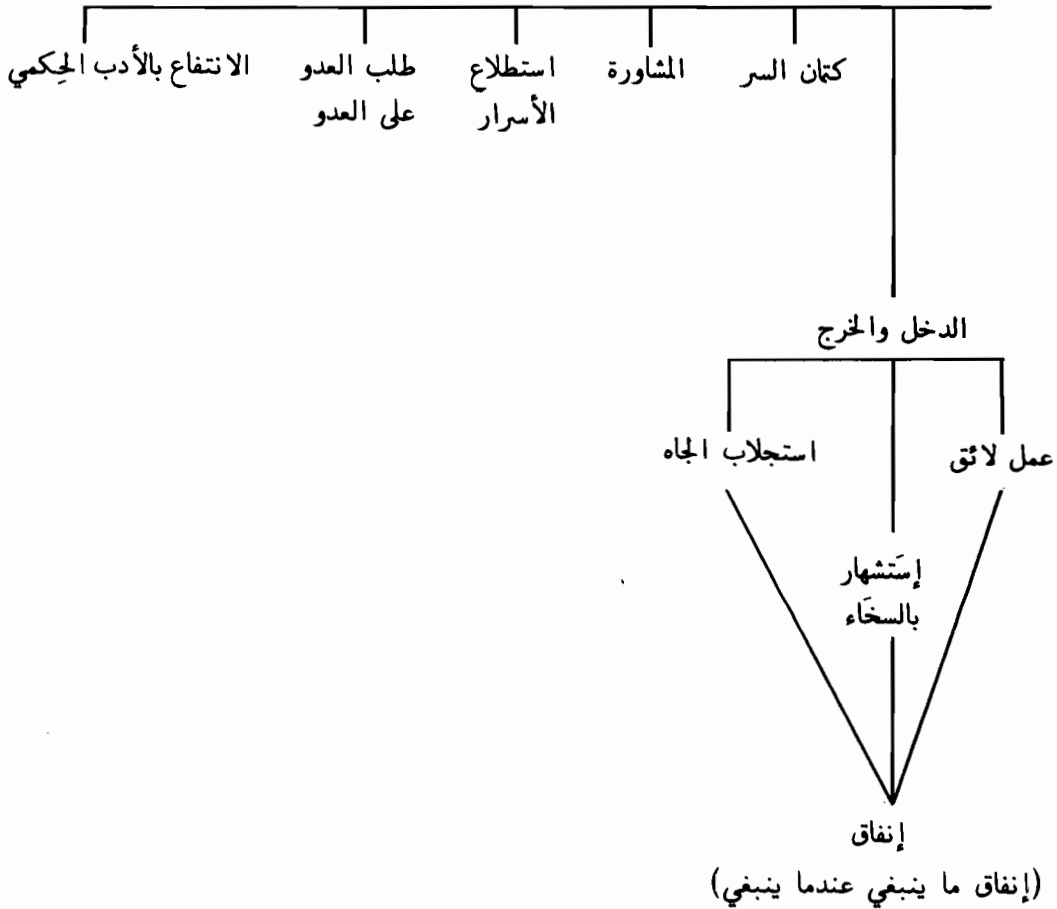 كتمان السر
المشاورة
استطلاع
الأسرار
طلب العدو
على العدو
الانتفاع بالأدب الحِكمي
الدخل والخرج
عمل لائق
إستَشهار
بالسخَاء
استجلاب الجاه
إنفاق
(إنفاق ما ينبغي عندما ينبغي)